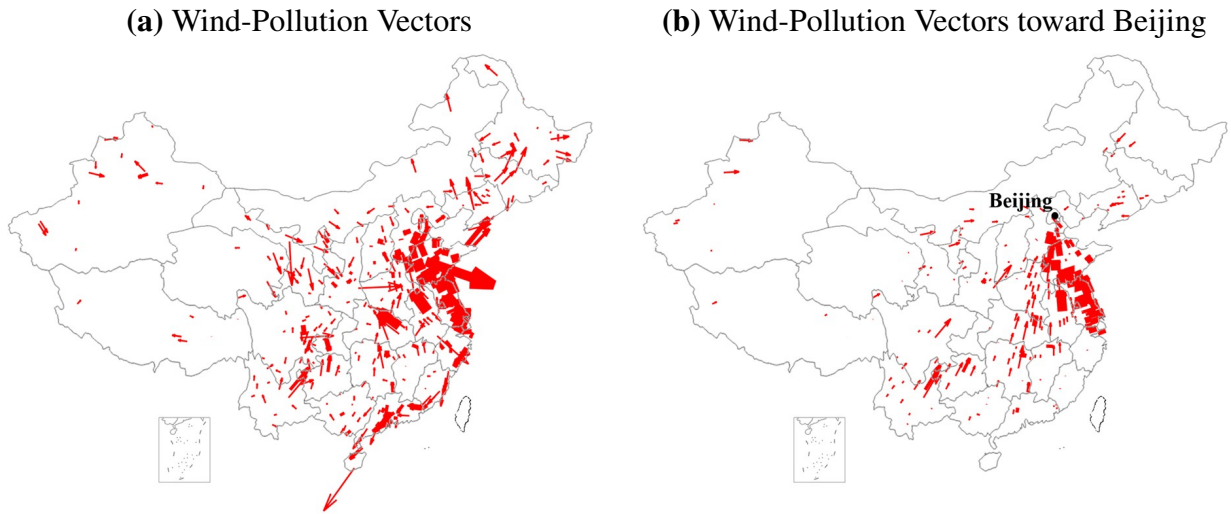 (a) Wind-Pollution Vectors
(b) Wind-Pollution Vectors toward Beijing
Beijing